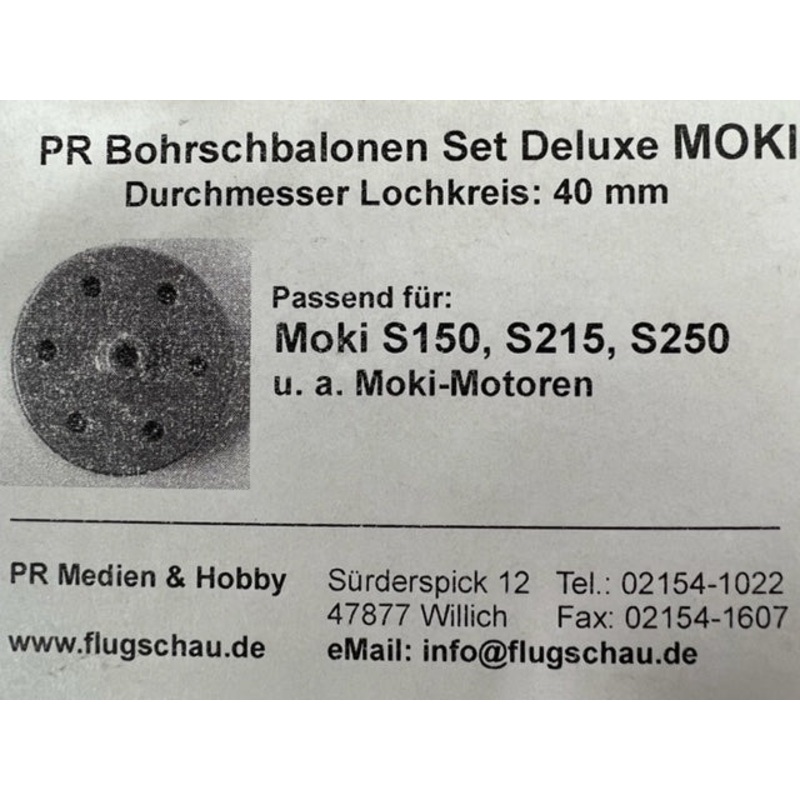 PR Bohrschbalonen Set Deluxe MOKI
Durchmesser Lochkreis: 40 mm
Passend für:
Moki S150, S215, S250
u. a. Moki-Motoren
PR Medien & Hobby
www.flugschau.de
Sürderspick 12
47877 Willich
Tel.: 02154-1022
Fax: 02154-1607
eMail: info@flugschau.de